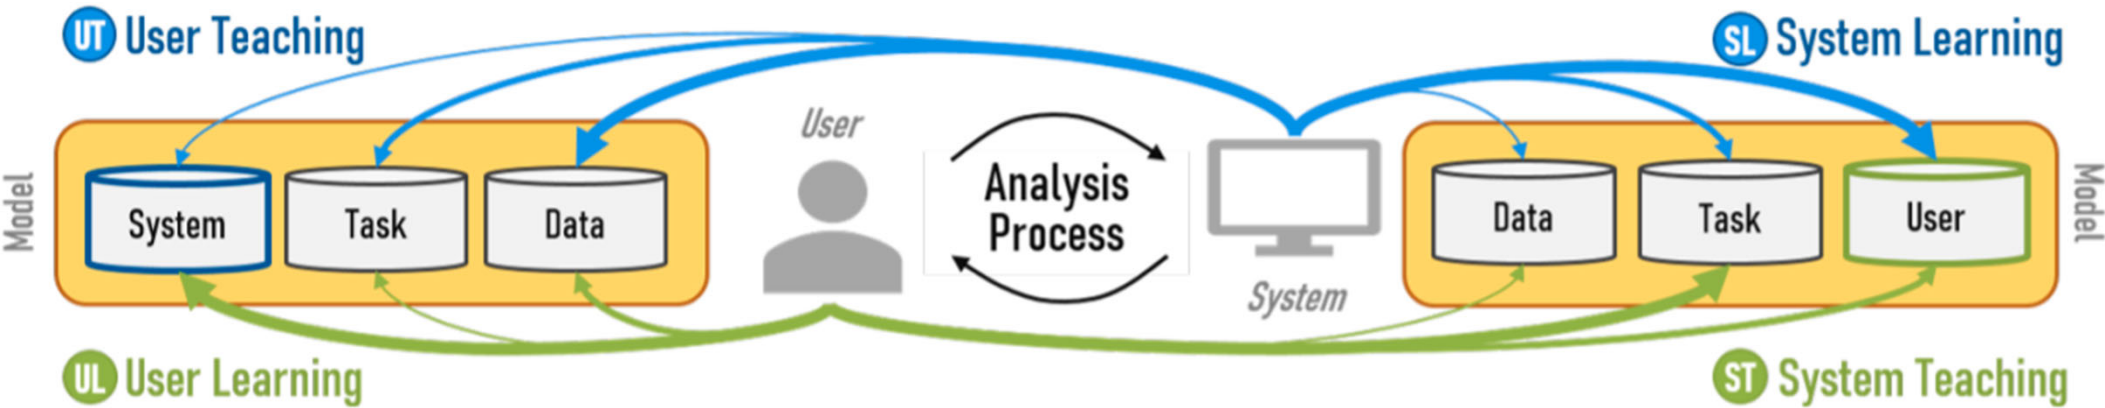 UT User Teaching
SL System Learning
User
Model
System
Task
Data
Analysis
Process
System
Data
Task
User
Model
UL User Learning
ST System Teaching